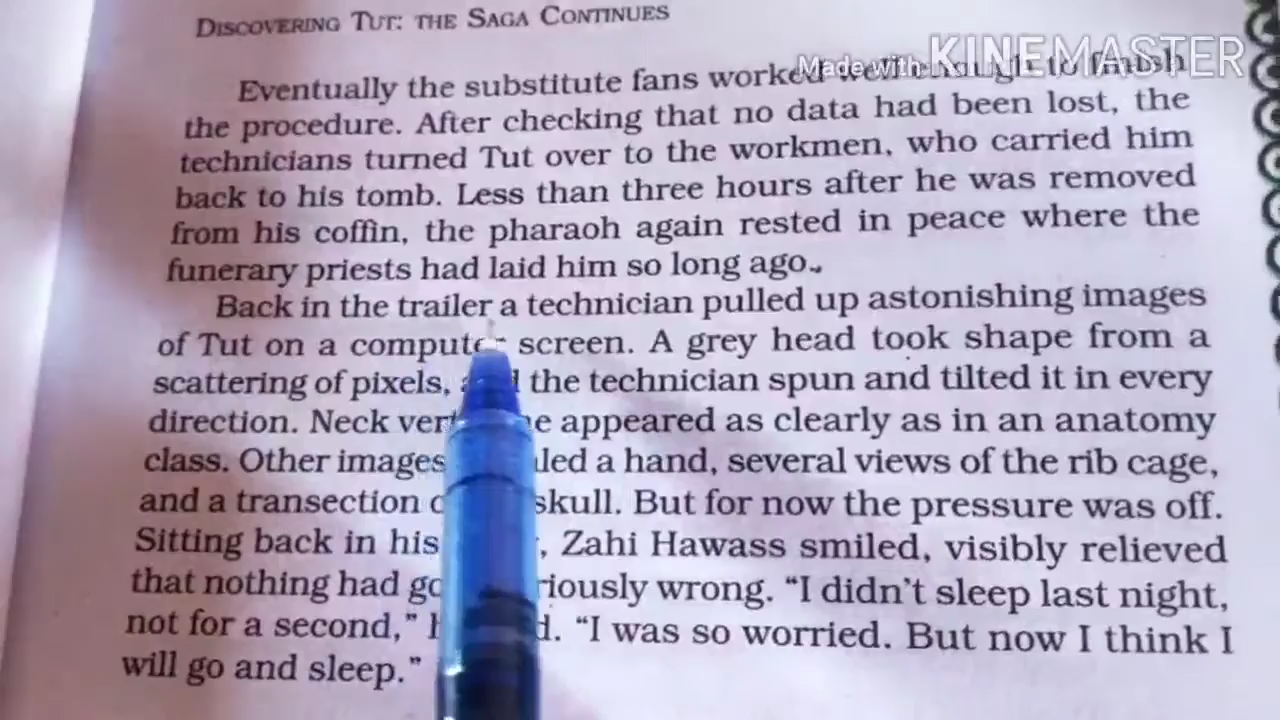 DISCOVERING TUT: THE SAGA CONTINUES
Made with KINEMASTER
Eventually the substitute fans worked well enough to finish
the procedure. After checking that no data had been lost, the
technicians turned Tut over to the workmen, who carried him
back to his tomb. Less than three hours after he was removed
from his coffin, the pharaoh again rested in peace where the
funerary priests had laid him so long ago.
Back in the trailer a technician pulled up astonishing images
of Tut on a computer screen. A grey head took shape from a
scattering of pixels, and the technician spun and tilted it in every
direction. Neck appeared as clearly as in an anatomy
class. Other images a hand, several views of the rib cage,
and a transection skull. But for now the pressure was off.
Sitting back in his , Zahi Hawass smiled, visibly relieved
that nothing had wrong. “I didn’t sleep last night,
not for a second,” “I was so worried. But now I think I
will go and sleep.”